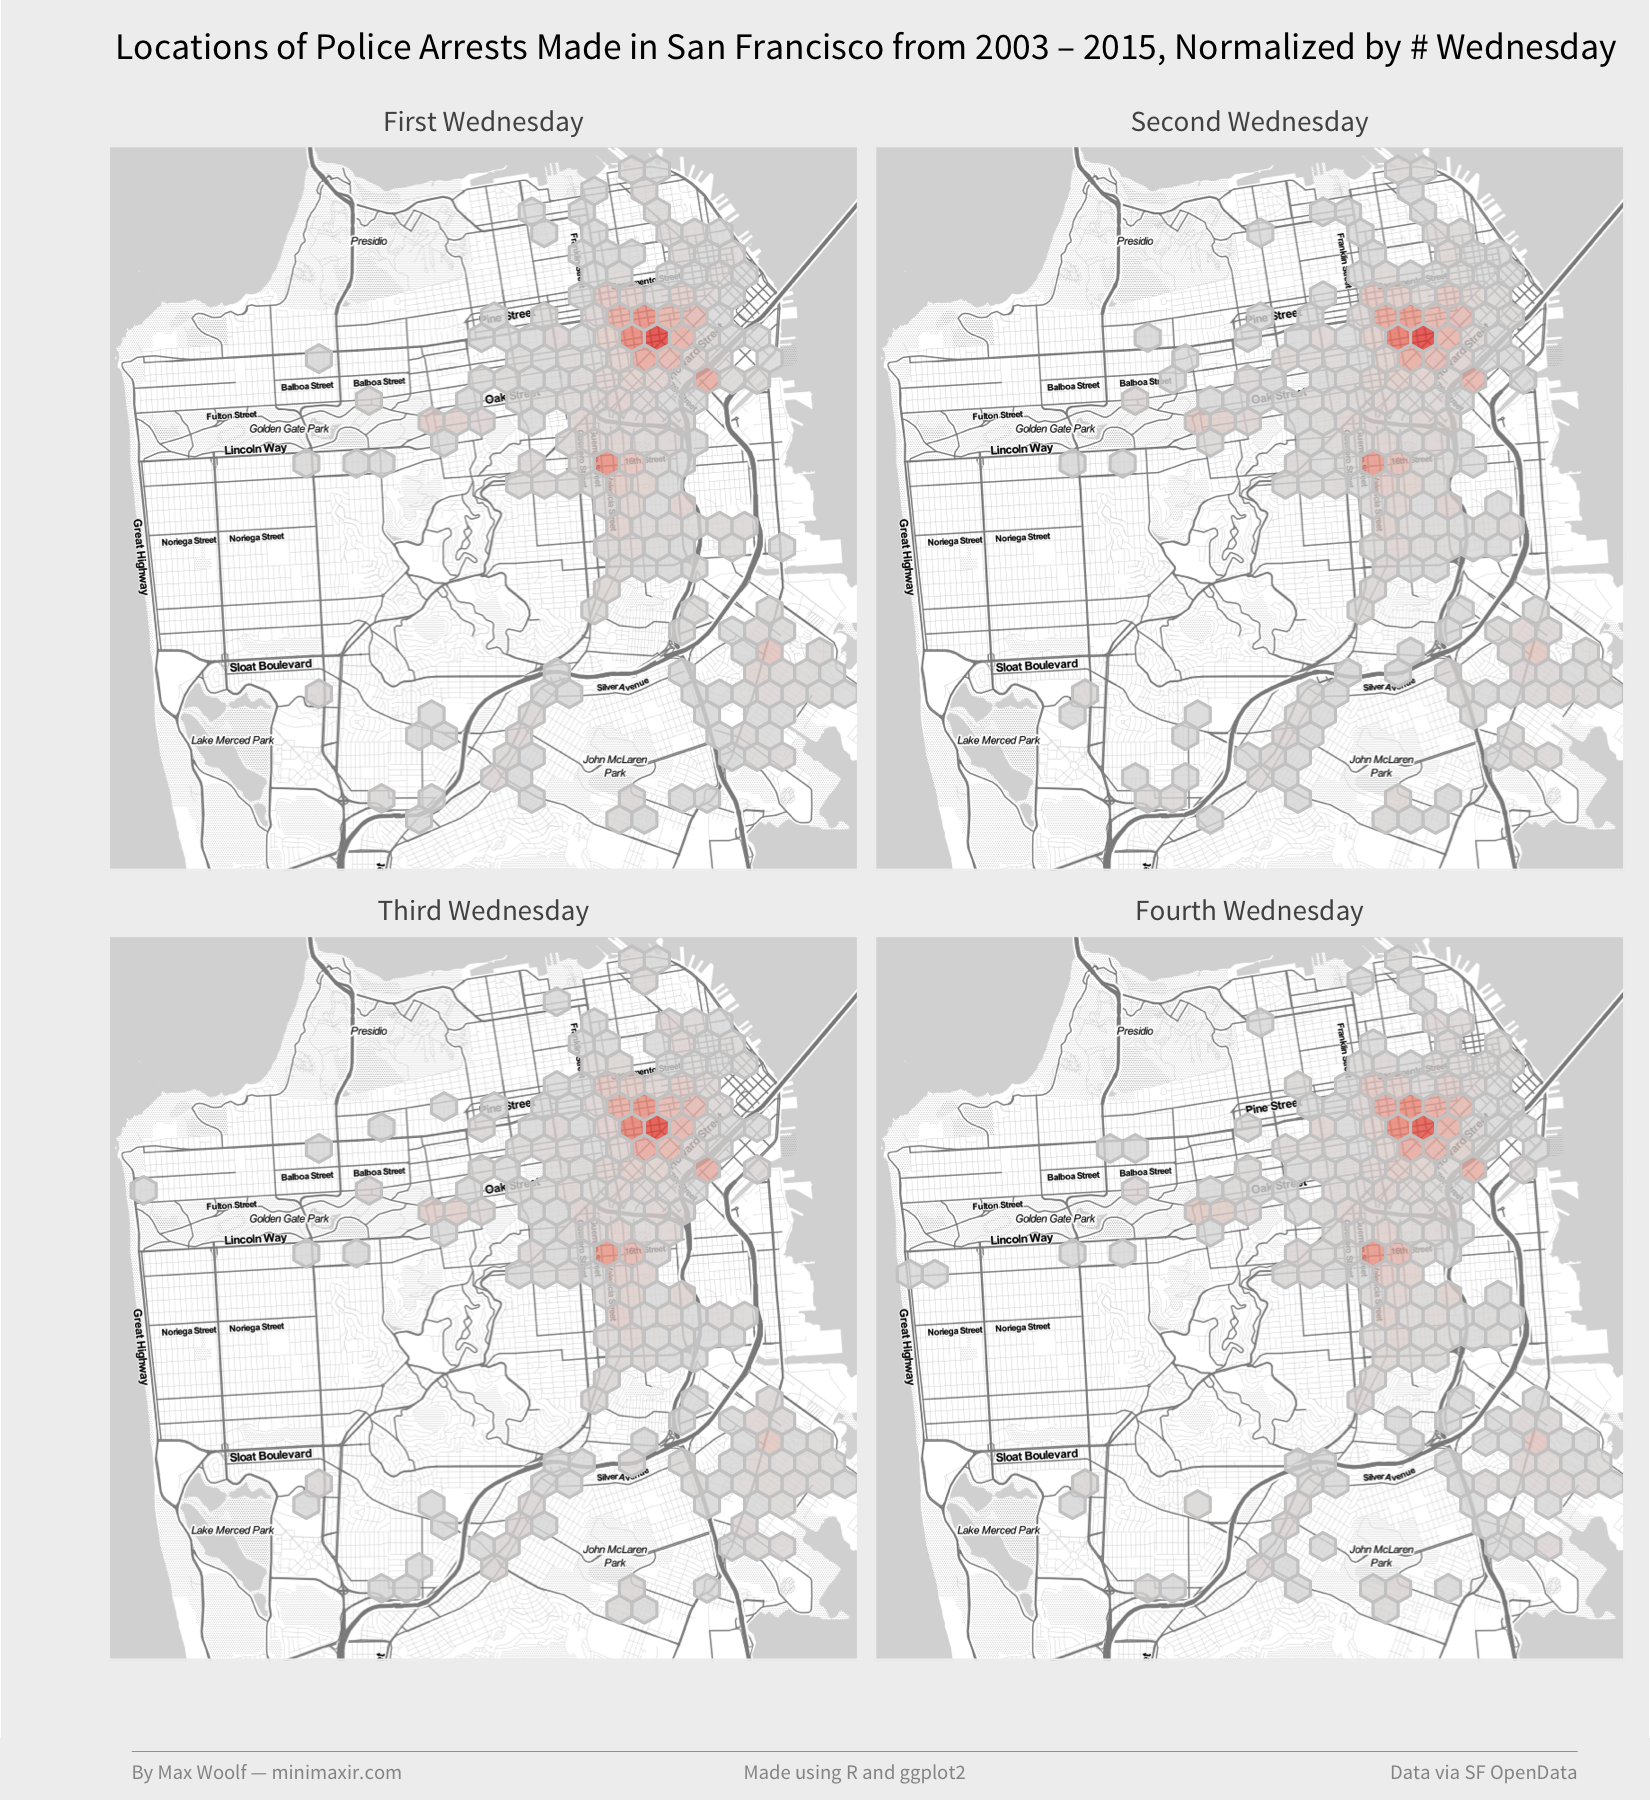 Locations of Police Arrests Made in San Francisco from 2003 – 2015, Normalized by # Wednesday
First Wednesday
Second Wednesday
Presidio
Pine Street
Balboa Street
Balboa Street
Oak Street
Fulton Street
Golden Gate Park
Lincoln Way
16th Street
Great Highway
Noriega Street
Noriega Street
Sloat Boulevard
Silver Avenue
Lake Merced Park
John McLaren
Park
Presidio
Franklin Street
Pine Street
Balboa Street
Balboa Street
Oak Street
Fulton Street
Golden Gate Park
Lincoln Way
16th Street
Great Highway
Noriega Street
Noriega Street
Sloat Boulevard
Silver Avenue
Lake Merced Park
John McLaren
Park
Third Wednesday
Fourth Wednesday
Presidio
Pine Street
Balboa Street
Balboa Street
Oak Street
Fulton Street
Golden Gate Park
Lincoln Way
16th Street
Great Highway
Noriega Street
Noriega Street
Sloat Boulevard
Silver Avenue
Lake Merced Park
John McLaren
Park
Presidio
Franklin Street
Pine Street
Balboa Street
Balboa Street
Oak Street
Fulton Street
Golden Gate Park
Lincoln Way
16th Street
Great Highway
Noriega Street
Noriega Street
Sloat Boulevard
Silver Avenue
Lake Merced Park
John McLaren
Park
By Max Woolf — minimaxir.com
Made using R and ggplot2
Data via SF OpenData